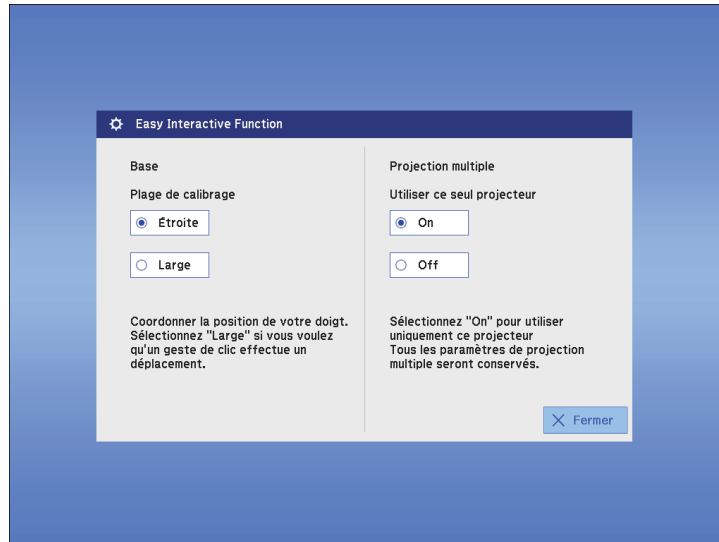 Easy Interactive Function
Base
Plage de calibrage
Étroite
Large
Coordonner la position de votre doigt.
Sélectionnez "Large" si vous voulez
qu'un geste de clic effectue un
déplacement.
Projection multiple
Utiliser ce seul projecteur
On
Off
Sélectionnez "On" pour utiliser
uniquement ce projecteur
Tous les paramètres de projection
multiple seront conservés.
Fermer